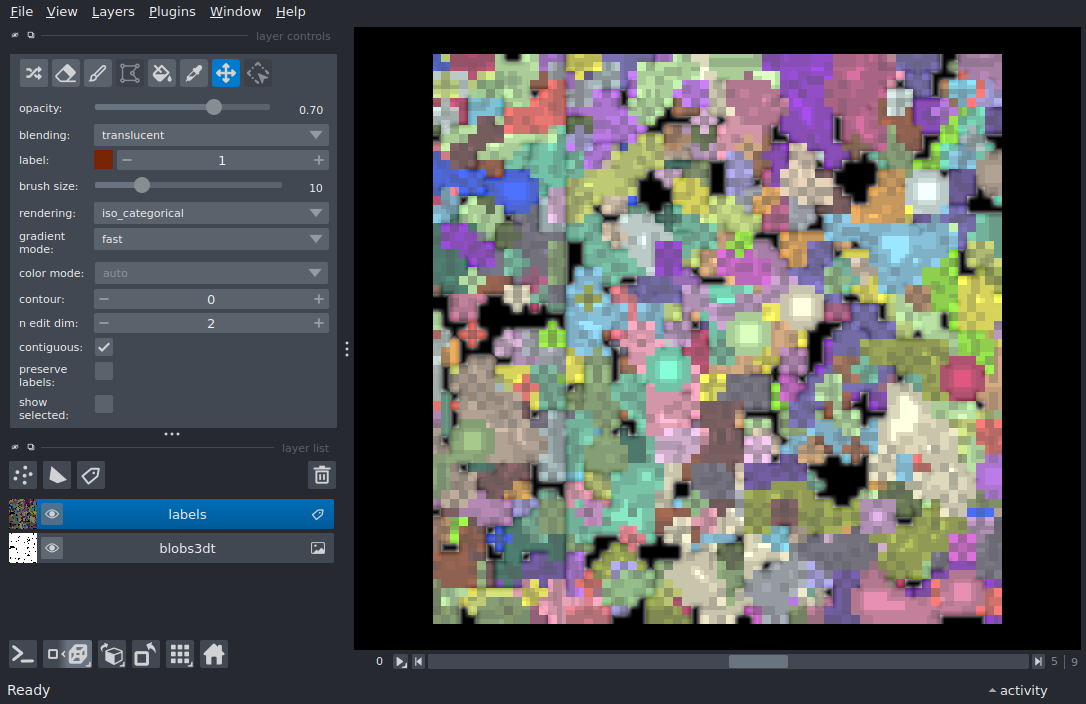 File View Layers Plugins Window Help
layer controls
opacity: 0.70
blending: translucent
label: 1
brush size: 10
rendering: iso_categorical
gradient
mode: fast
color mode: auto
contour: 0
n edit dim: 2
contiguous:
preserve
labels:
show
selected:
layer list
labels
blobs3dt
0 5 9
Ready activity